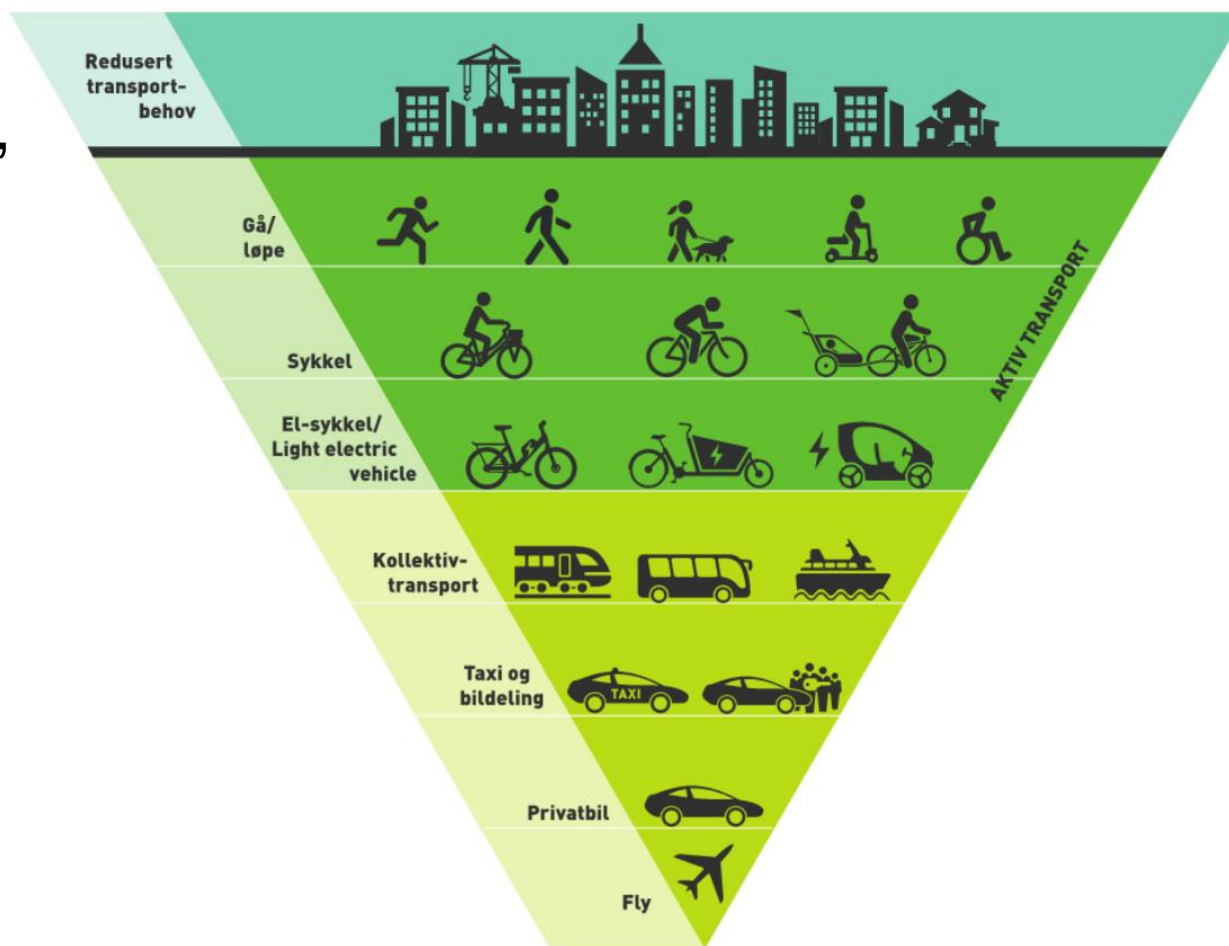 Redusert
transport-
behov
,
Gå/
løpe
Sykkel
AKTIV TRANSPORT
El-sykkel/
Light electric
vehicle
Kollektiv-
transport
Taxi og
bildeling
TAXI
Privatbil
Fly